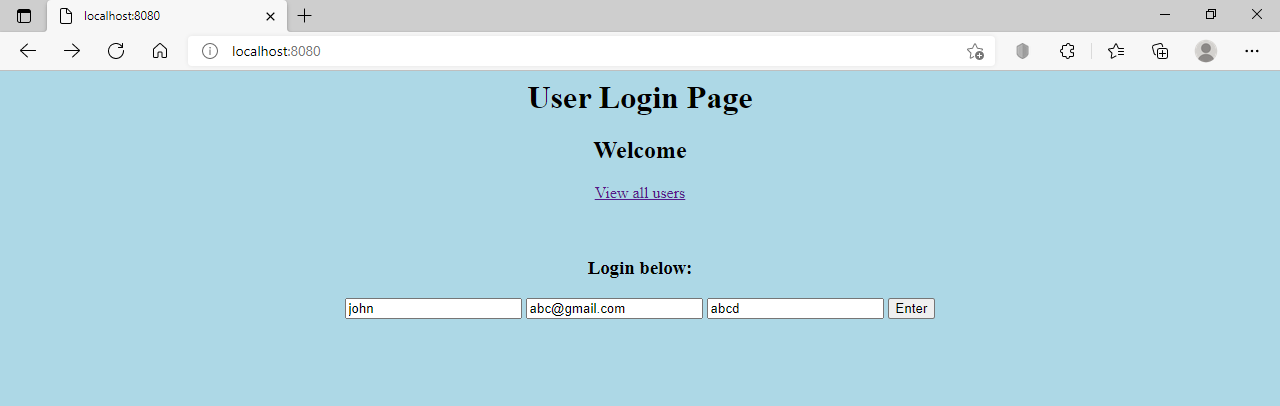 localhost:8080
localhost:8080
User Login Page
Welcome
View all users
Login below:
john abc@gmail.com abcd Enter